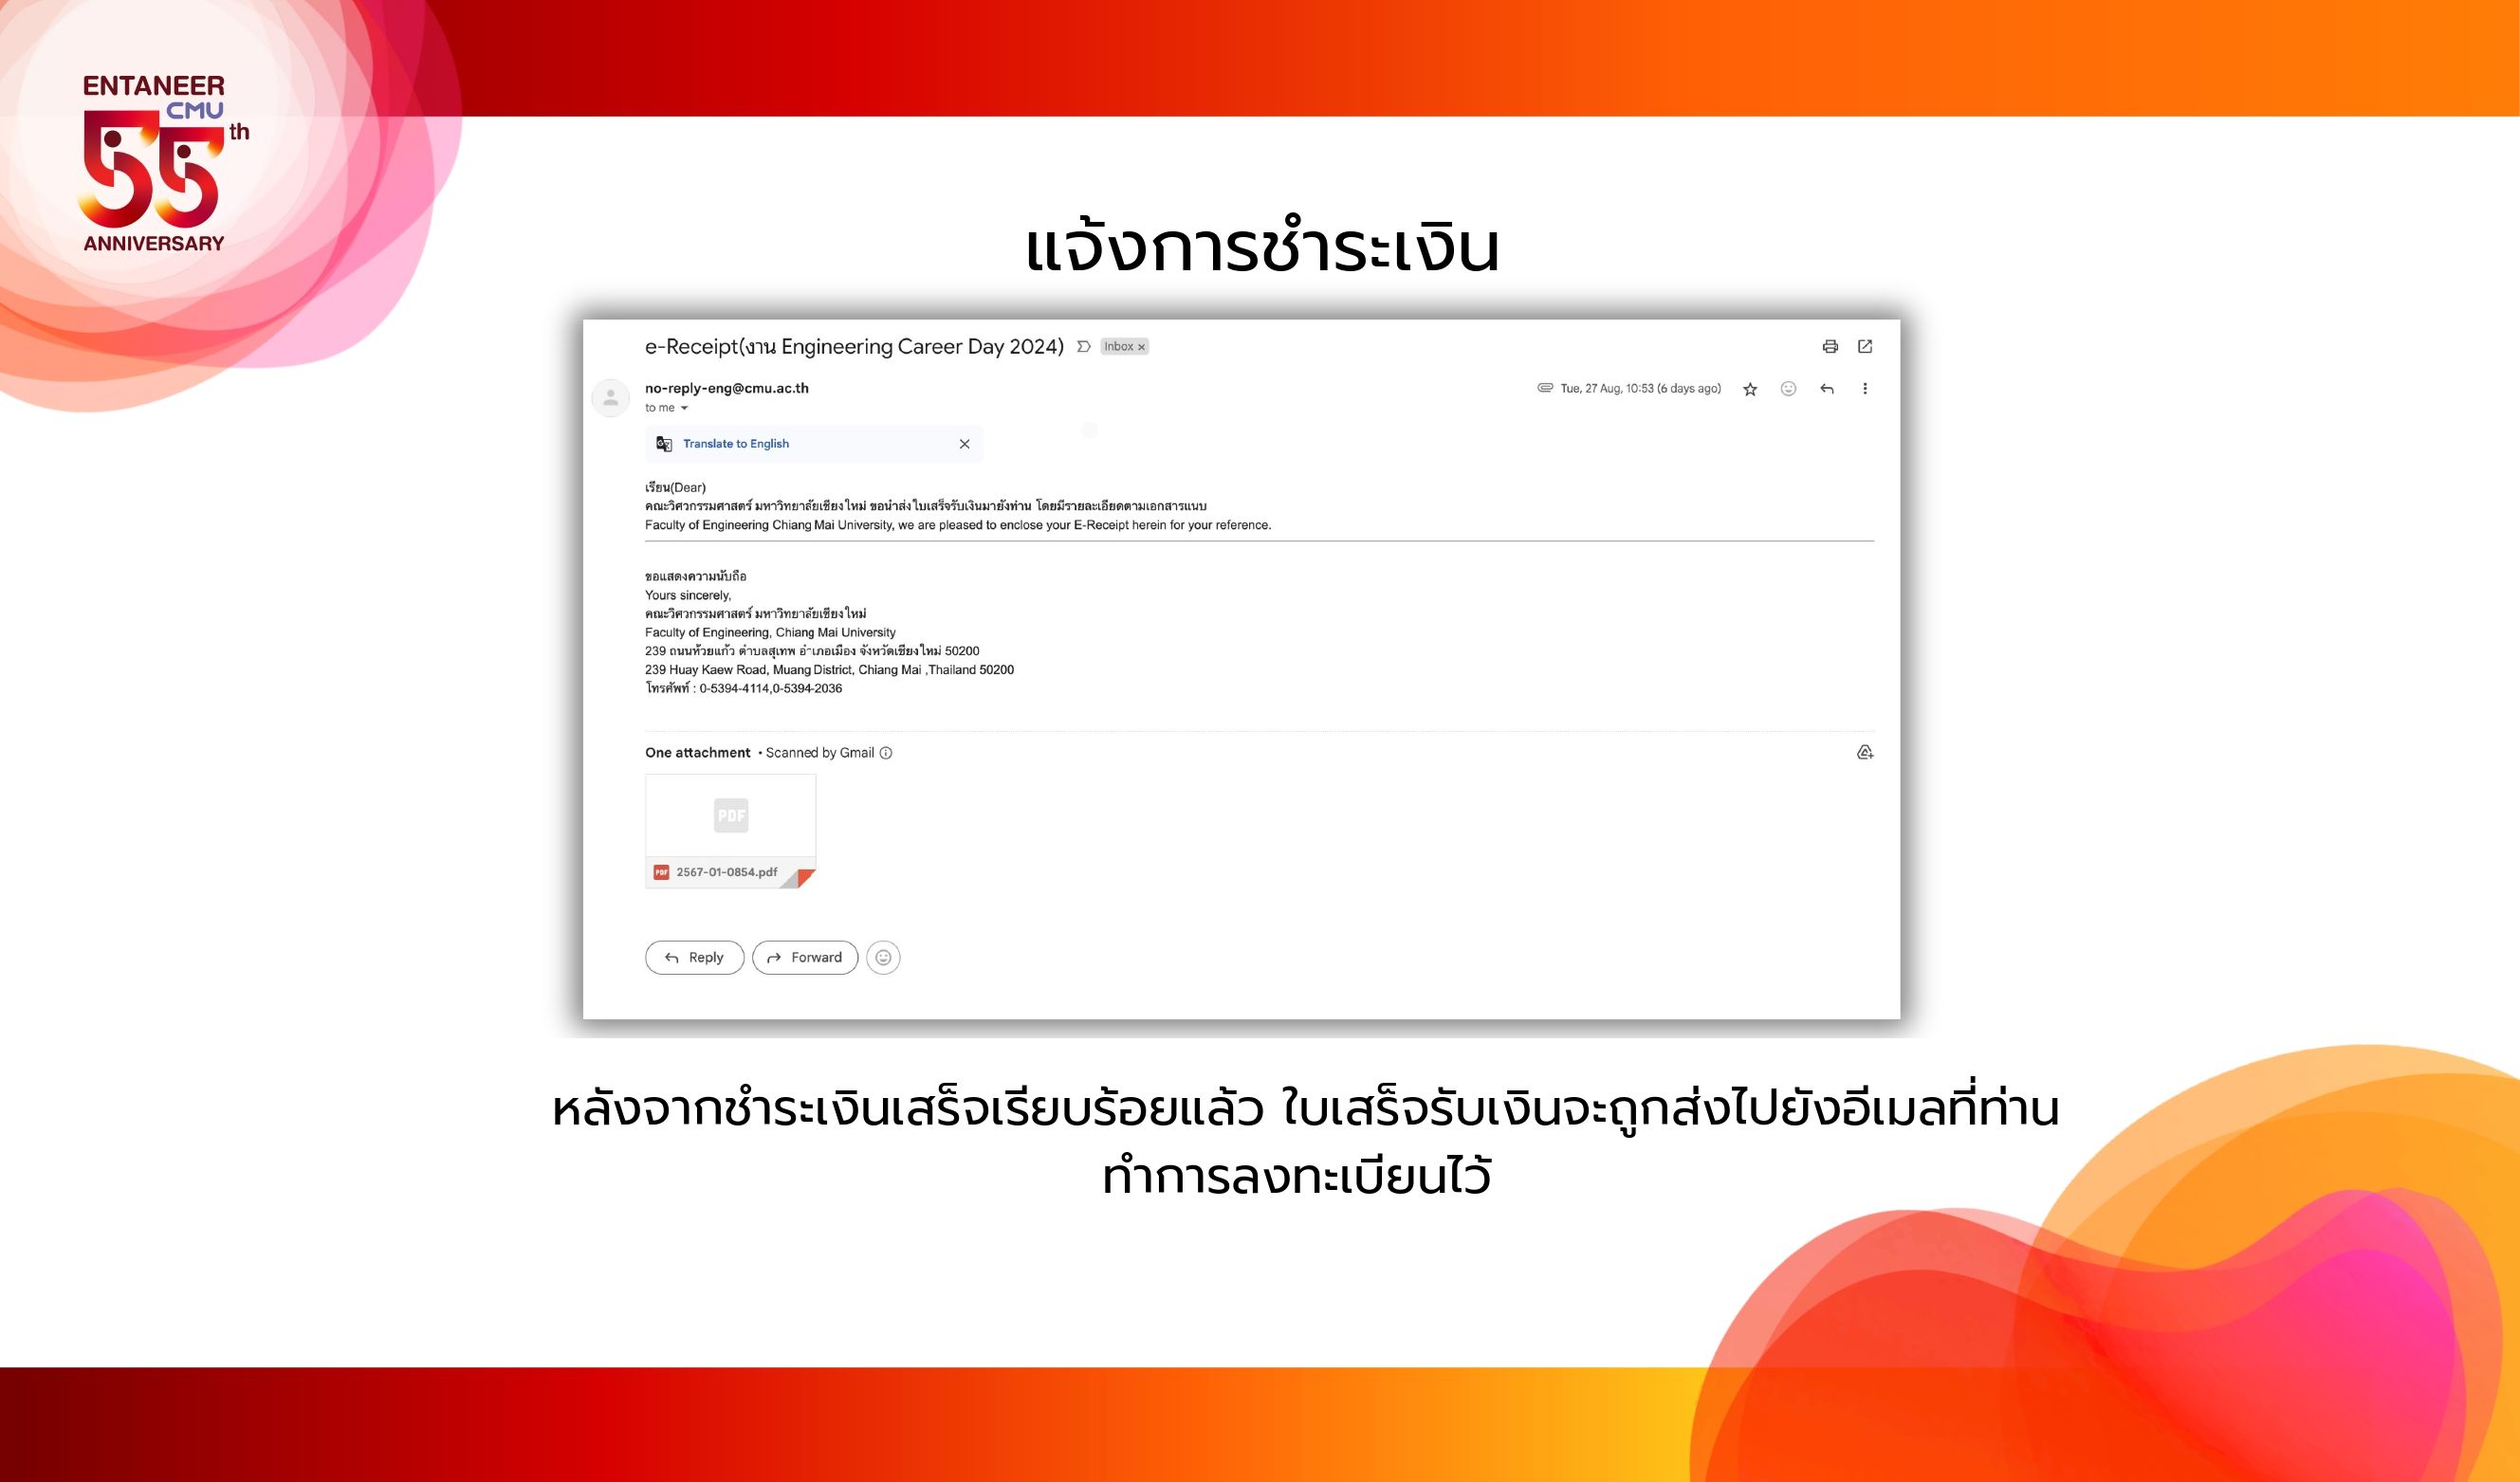 ENTANEER
CMU
55th
ANNIVERSARY
แจ้งการชำระเงิน
e-Receipt(งาน Engineering Career Day 2024) Inbox ×
no-reply-eng@cmu.ac.th
Tue, 27 Aug, 10:53 (6 days ago)
to me
Translate to English
เรียน(Dear)
คณะวิศวกรรมศาสตร์ มหาวิทยาลัยเชียงใหม่ ขอนำส่งใบเสร็จรับเงินมายังท่าน โดยมีรายละเอียดตามเอกสารแนบ
Faculty of Engineering Chiang Mai University, we are pleased to enclose your E-Receipt herein for your reference.
ขอแสดงความนับถือ
Yours sincerely,
คณะวิศวกรรมศาสตร์ มหาวิทยาลัยเชียงใหม่
Faculty of Engineering, Chiang Mai University
239 ถนนห้วยแก้ว ตำบลสุเทพ อำเภอเมือง จังหวัดเชียงใหม่ 50200
239 Huay Kaew Road, Muang District, Chiang Mai ,Thailand 50200
โทรศัพท์ : 0-5394-4114,0-5394-2036
One attachment • Scanned by Gmail
PDF
PDF 2567-01-0854.pdf
Reply Forward
หลังจากชำระเงินเสร็จเรียบร้อยแล้ว ใบเสร็จรับเงินจะถูกส่งไปยังอีเมลที่ท่าน
ทำการลงทะเบียนไว้